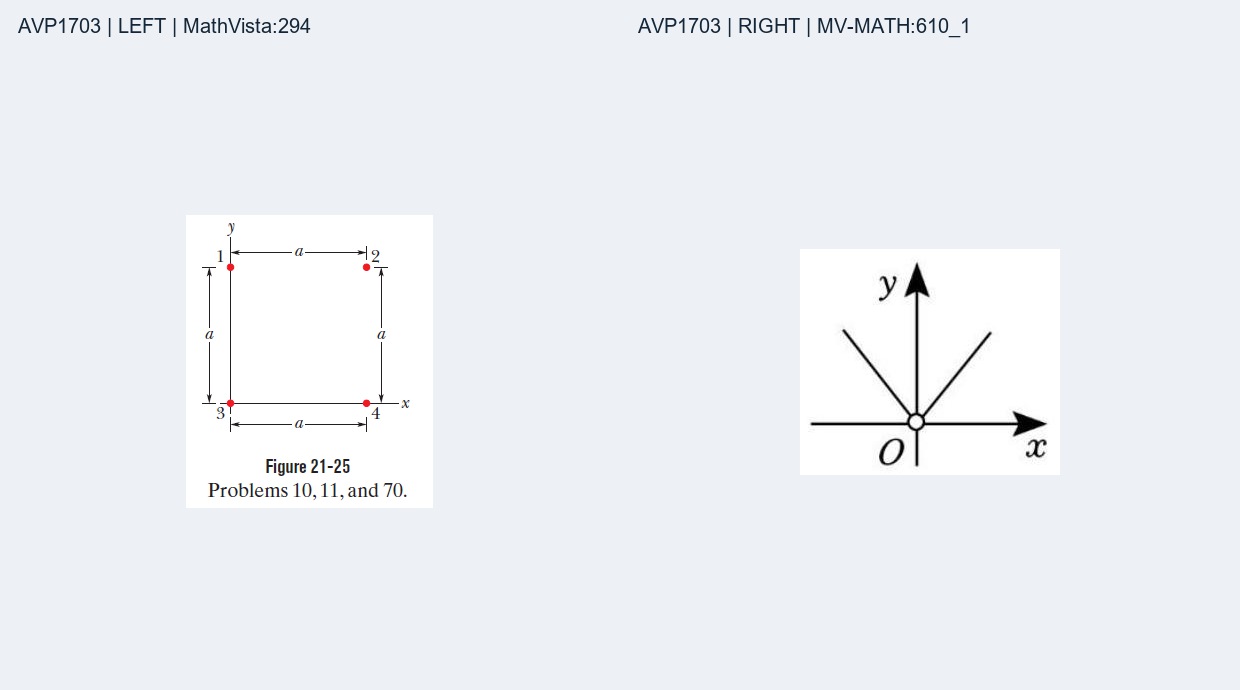 AVP1703 | LEFT | MathVista:294
AVP1703 | RIGHT | MV-MATH:610_1
y
1
a
2
a
a
3
4
x
a
Figure 21-25
Problems 10, 11, and 70.
y
O
x